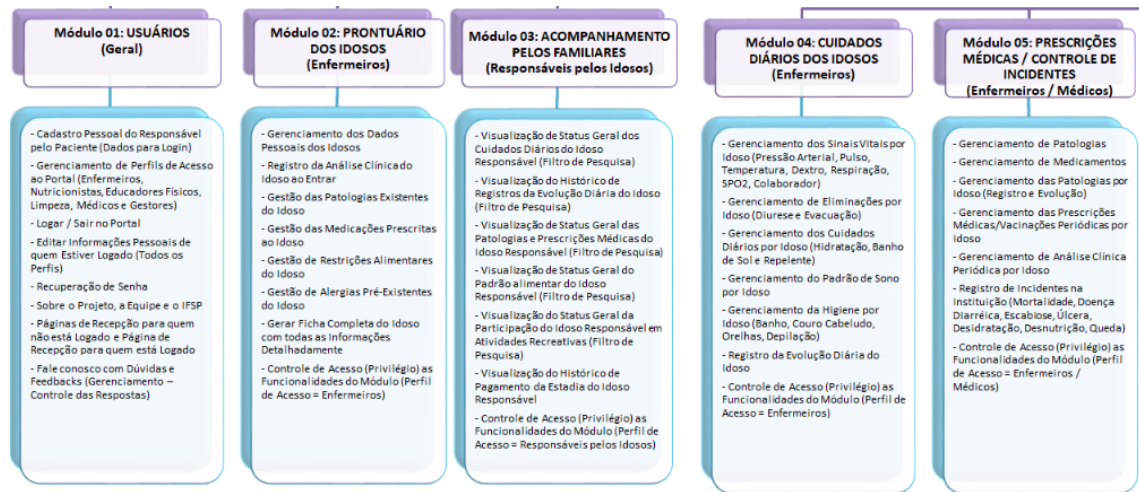 Módulo 01: USUÁRIOS
(Geral)
- Cadastro Pessoal do Responsável
pelo Paciente (Dados para Login)
- Gerenciamento de Perfils de Acesso
ao Portal (Enfermeiros,
Nutricionistas, Educadores Físicos,
Limpeza, Médicos e Gestores)
- Logar / Sair no Portal
- Editar Informações Pessoais de
quem Estiver Logado (Todos os
Perfis)
- Recuperação de Senha
- Sobre o Projeto, a Equipe e o IFSP
- Páginas de Recepção para quem
não está Logado e Página de
Recepção para quem está Logado
- Fale conosco com Dúvidas e
Feedbacks (Gerenciamento –
Controle das Respostas)
Módulo 02: PRONTUÁRIO
DOS IDOSOS
(Enfermeiros)
- Gerenciamento dos Dados
Pessoais dos Idosos
- Registro da Análise Clínica do
Idoso ao Entrar
- Gestão das Patologias Existentes
do Idoso
- Gestão das Medicações Prescritas
ao Idoso
- Gestão de Restrições Alimentares
do Idoso
- Gestão de Alergias Pré-Existentes
do Idoso
- Gerar Ficha Completa do Idoso
com todas as Informações
Detalhadamente
- Controle de Acesso (Privilégio) as
Funcionalidades do Módulo (Perfil
de Acesso = Enfermeiros)
Módulo 03: ACOMPANHAMENTO
PELOS FAMILIARES
(Responsáveis pelos Idosos)
- Visualização de Status Geral dos
Cuidados Diários do Idoso
Responsável (Filtro de Pesquisa)
- Visualização do Histórico de
Registros da Evolução Diária do Idoso
(Filtro de Pesquisa)
- Visualização de Status Geral das
Patologias e Prescrições Médicas do
Idoso Responsável (Filtro de Pesquisa)
- Visualização de Status Geral do
Padrão alimentar do Idoso
Responsável (Filtro de Pesquisa)
- Visualização do Status Geral da
Participação do Idoso Responsável em
Atividades Recreativas (Filtro de
Pesquisa)
- Visualização do Histórico de
Pagamento da Estadia do Idoso
Responsável
- Controle de Acesso (Privilégio) as
Funcionalidades do Módulo (Perfil de
Acesso = Responsáveis pelos Idosos)
Módulo 04: CUIDADOS
DIÁRIOS DOS IDOSOS
(Enfermeiros)
- Gerenciamento dos Sinais Vitais por
Idoso (Pressão Arterial, Pulso,
Temperatura, Dextro, Respiração,
SPO2, Colaborador)
- Gerenciamento de Eliminações por
Idoso (Diurese e Evacuação)
- Gerenciamento dos Cuidados
Diários por Idoso (Hidratação, Banho
de Sol e Repelente)
- Gerenciamento do Padrão de Sono
por Idoso
- Gerenciamento da Higiene por
Idoso (Banho, Couro Cabeludo,
Orelhas, Depilação)
- Registro da Evolução Diária do
Idoso
- Controle de Acesso (Privilégio) as
Funcionalidades do Módulo (Perfil
de Acesso = Enfermeiros)
Módulo 05: PRESCRIÇÕES
MÉDICAS / CONTROLE DE
INCIDENTES
(Enfermeiros / Médicos)
- Gerenciamento de Patologias
- Gerenciamento de Medicamentos
- Gerenciamento das Patologias por
Idoso (Registro e Evolução)
- Gerenciamento das Prescrições
Médicas/Vacinações Periódicas por
Idoso
- Gerenciamento de Análise Clínica
Periódica por Idoso
- Registro de Incidentes na
Instituição (Mortalidade, Doença
Diarréica, Escabiose, Úlcera,
Desidratação, Desnutrição, Queda)
- Controle de Acesso (Privilégio) as
Funcionalidades do Módulo (Perfil de
Acesso = Enfermeiros /
Médicos)